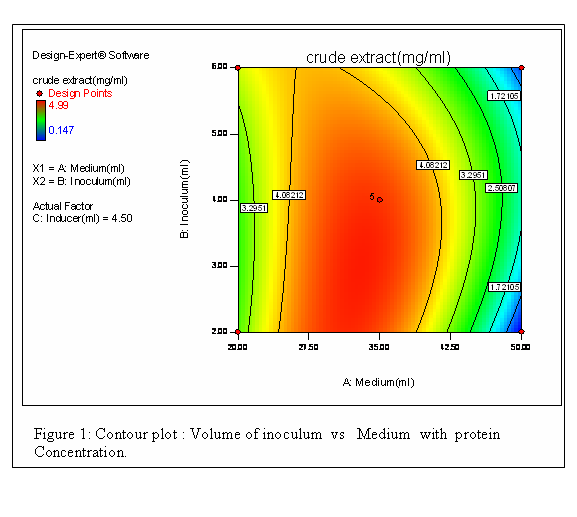 Design-Expert® Software
crude extract(mg/ml)
Design Points
4.99
0.147
X1 = A: Medium(ml)
X2 = B: Inoculum(ml)
Actual Factor
C: Inducer(ml) = 4.50
crude extract(mg/ml)
B: Inoculum(ml)
6.00
5.00
4.00
3.00
2.00
1.72105
4.08212
3.2951
2.50807
4.08212
3.2951
5
1.72105
20.00 27.50 35.00 42.50 50.00
A: Medium(ml)
Figure 1: Contour plot : Volume of inoculum vs Medium with protein
Concentration.